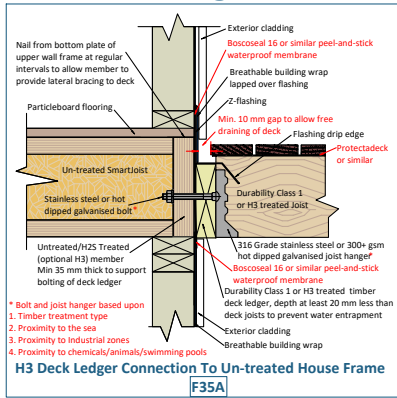 Nail from bottom plate of
upper wall frame at regular
intervals to allow member to
provide lateral bracing to deck
Particleboard flooring
Exterior cladding
Boscoseal 16 or similar peel-and-stick
waterproof membrane
Breathable building wrap
lapped over flashing
Z-flashing
Min. 10 mm gap to allow free
draining of deck
Flashing drip edge
Protectadeck
or similar
Un-treated SmartJoist
Stainless steel or hot
dipped galvanised bolt*
Durability Class 1
or H3 treated Joist
Untreated/H2S Treated
(optional H3) member
Min 35 mm thick to support
bolting of deck ledger
316 Grade stainless steel or 300+ gsm
hot dipped galvanised joist hanger*
Boscoseal 16 or similar peel-and-stick
waterproof membrane
Durability Class 1 or H3 treated timber
deck ledger, depth at least 20 mm less than
deck joists to prevent water entrapment
Exterior cladding
Breathable building wrap
* Bolt and joist hanger based upon
1. Timber treatment type
2. Proximity to the sea
3. Proximity to Industrial zones
4. Proximity to chemicals/animals/swimming pools
H3 Deck Ledger Connection To Un-treated House Frame
F35A